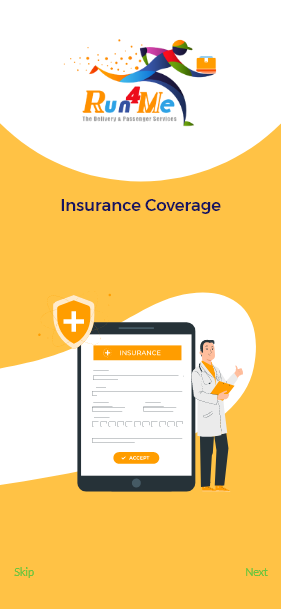 Run4Me
The Delivery & Passenger Services
Insurance Coverage
INSURANCE
ACCEPT
Skip
Next